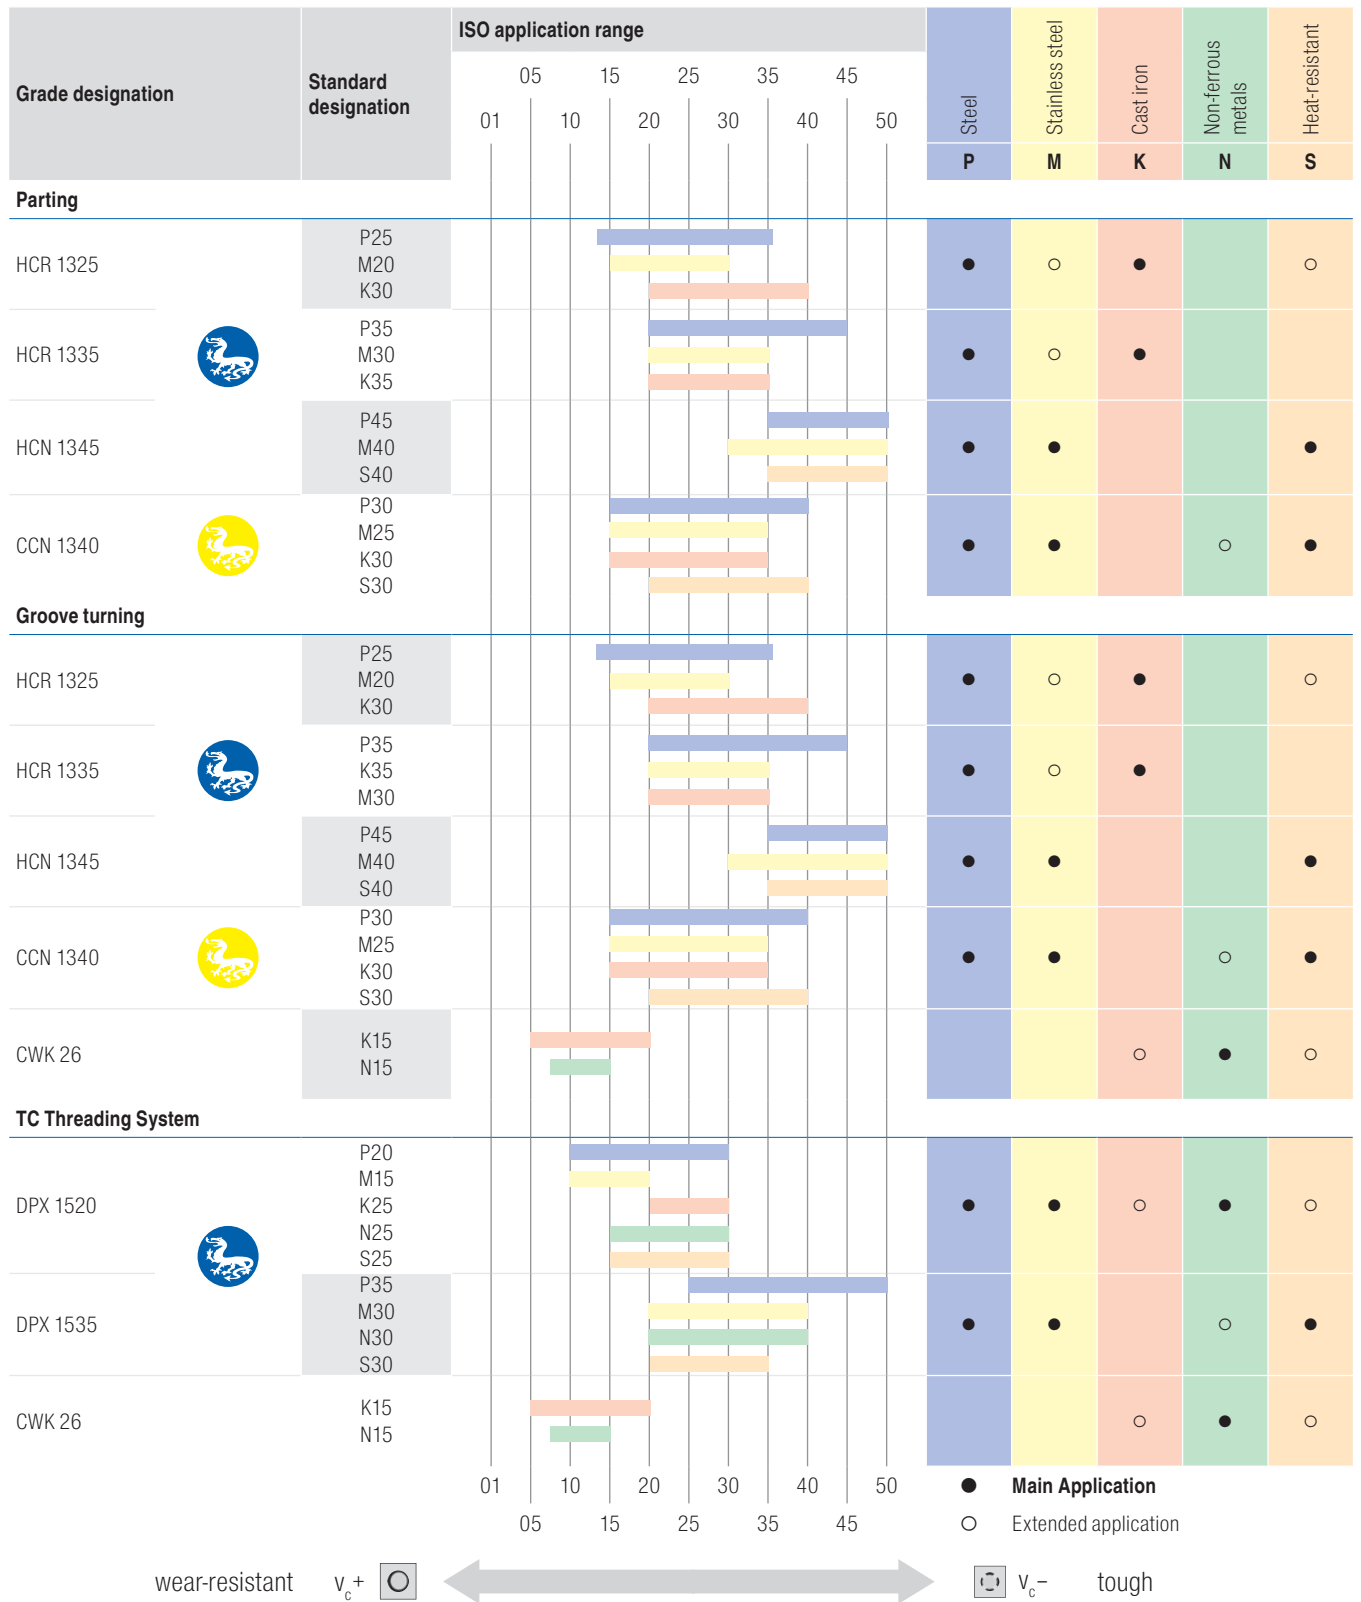 Grade designation
Standard
designation
ISO application range
05 15 25 35 45
01 10 20 30 40 50
Steel
Stainless steel
Cast iron
Non-ferrous
metals
Heat-resistant
P M K N S
Parting
HCR 1325
P25
M20
K30
HCR 1335
P35
M30
K35
HCN 1345
P45
M40
S40
CCN 1340
P30
M25
K30
S30
Groove turning
HCR 1325
P25
M20
K30
HCR 1335
P35
K35
M30
HCN 1345
P45
M40
S40
CCN 1340
P30
M25
K30
S30
CWK 26
K15
N15
TC Threading System
DPX 1520
P20
M15
K25
N25
S25
DPX 1535
P35
M30
N30
S30
CWK 26
K15
N15
01 10 20 30 40 50
05 15 25 35 45
Main Application
Extended application
wear-resistant vc+ vc– tough